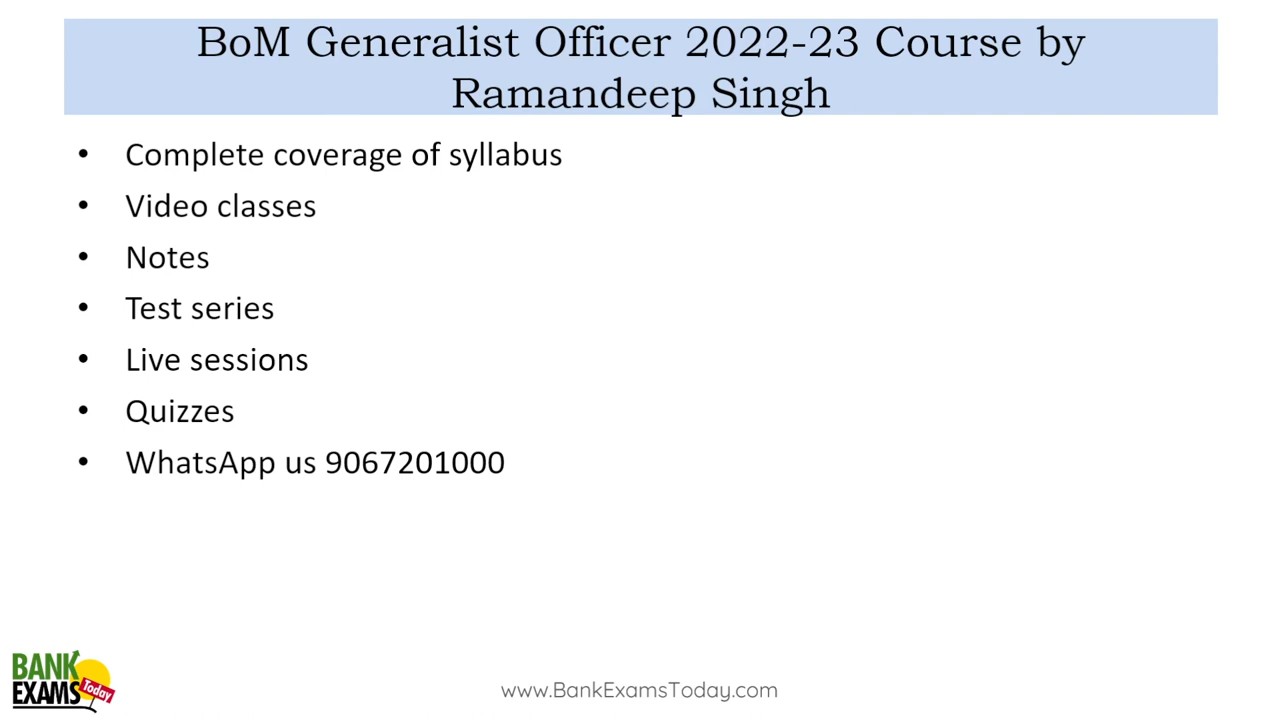 BoM Generalist Officer 2022-23 Course by
Ramandeep Singh
• Complete coverage of syllabus
• Video classes
• Notes
• Test series
• Live sessions
• Quizzes
• WhatsApp us 9067201000
BANK
EXAMS Today
www.BankExamsToday.com